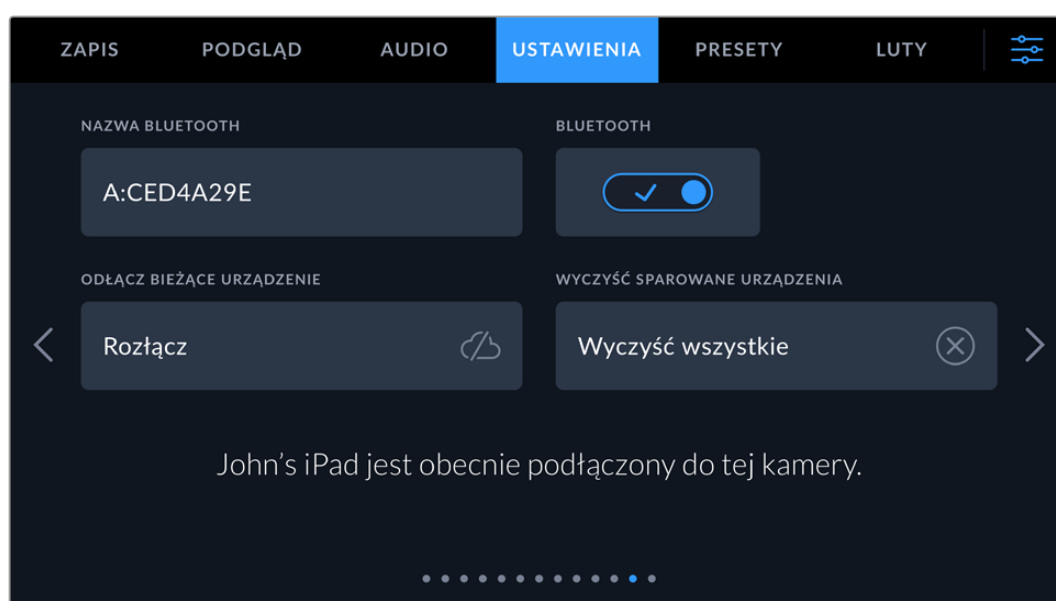 ZAPIS PODGLĄD AUDIO USTAWIENIA PRESETY LUTY
NAZWA BLUETOOTH BLUETOOTH
A:CED4A29E
ODŁĄCZ BIEŻĄCE URZĄDZENIE WYCZYŚĆ SPAROWANE URZĄDZENIA
Rozłącz Wyczyść wszystkie
John’s iPad jest obecnie podłączony do tej kamery.